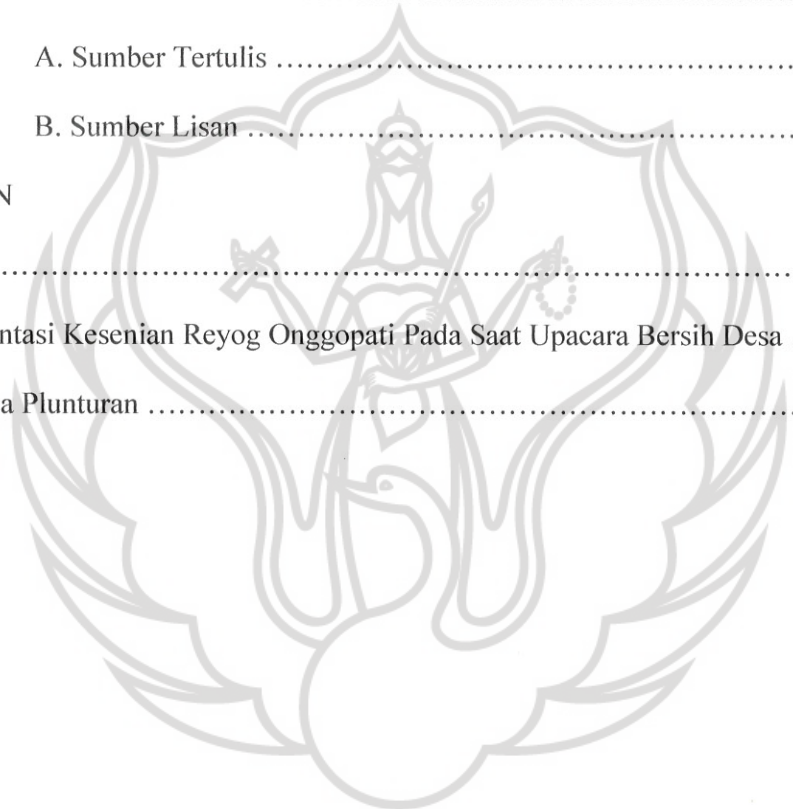 A. Sumber Tertulis ........................................................................
B. Sumber Lisan ............................................................................
N
........................................................................................................
ntasi Kesenian Reyog Onggopati Pada Saat Upacara Bersih Desa
a Plunturan ......................................................................................